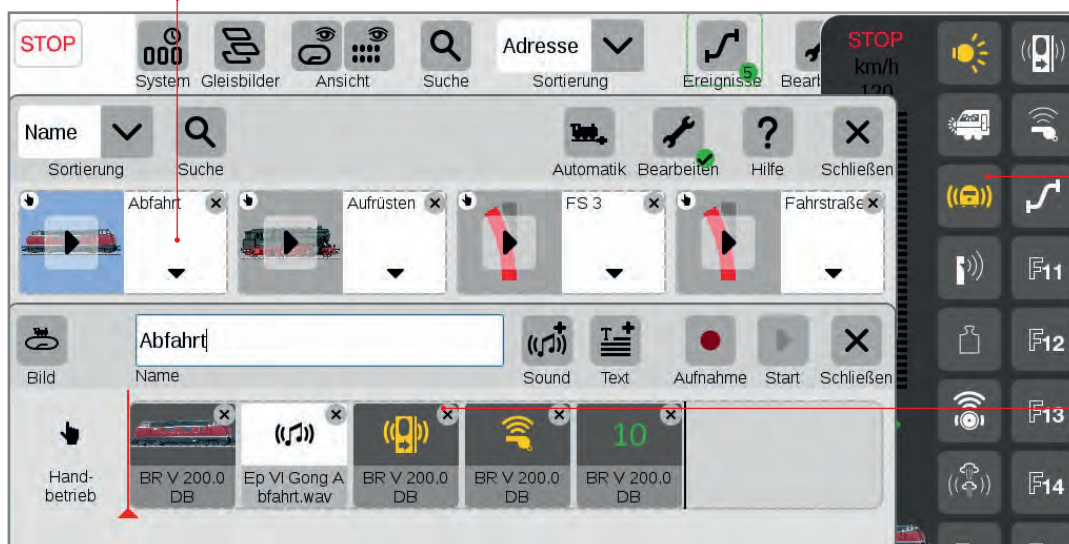 STOP
System Gleisbilder Ansicht Suche
Adresse
Sortierung
5
Ereignisse
STOP
km/h
120
Name
Sortierung Suche
Automatik Bearbeiten Hilfe Schließen
Abfahrt
Aufrüsten
FS 3
Fahrstraße
F11
Abfahrt
Bild Name
Sound Text Aufnahme Start Schließen
F12
Hand-
betrieb
BR V 200.0
DB
Ep VI Gong A
bfahrt.wav
BR V 200.0
DB
BR V 200.0
DB
10
BR V 200.0
DB
F13
F14